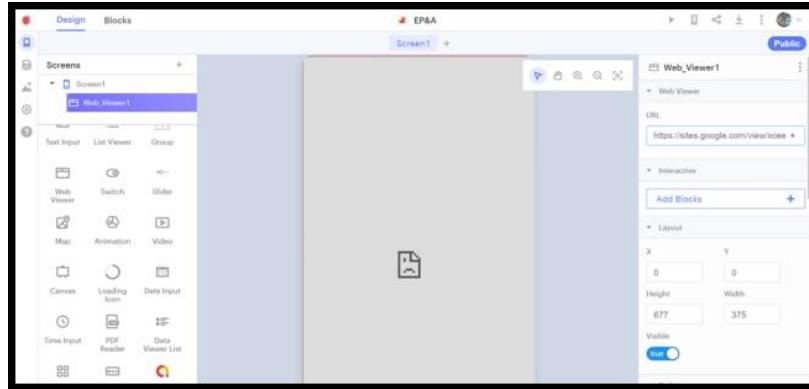 Design Blocks
EP&A
Screen1 +
Public
Screens +
Screen1
Web_Viewer1
Text Input List Viewer Group
Web Viewer Switch Slider
Map Animation Video
Canvas Loading Icon Date Input
Time Input PDF Reader Data Viewer List
Web_Viewer1
Web Viewer
URL
https://sites.google.com/view/
Interactive
Add Blocks +
Layout
X Y
0 0
Height Width
677 375
Visible
true